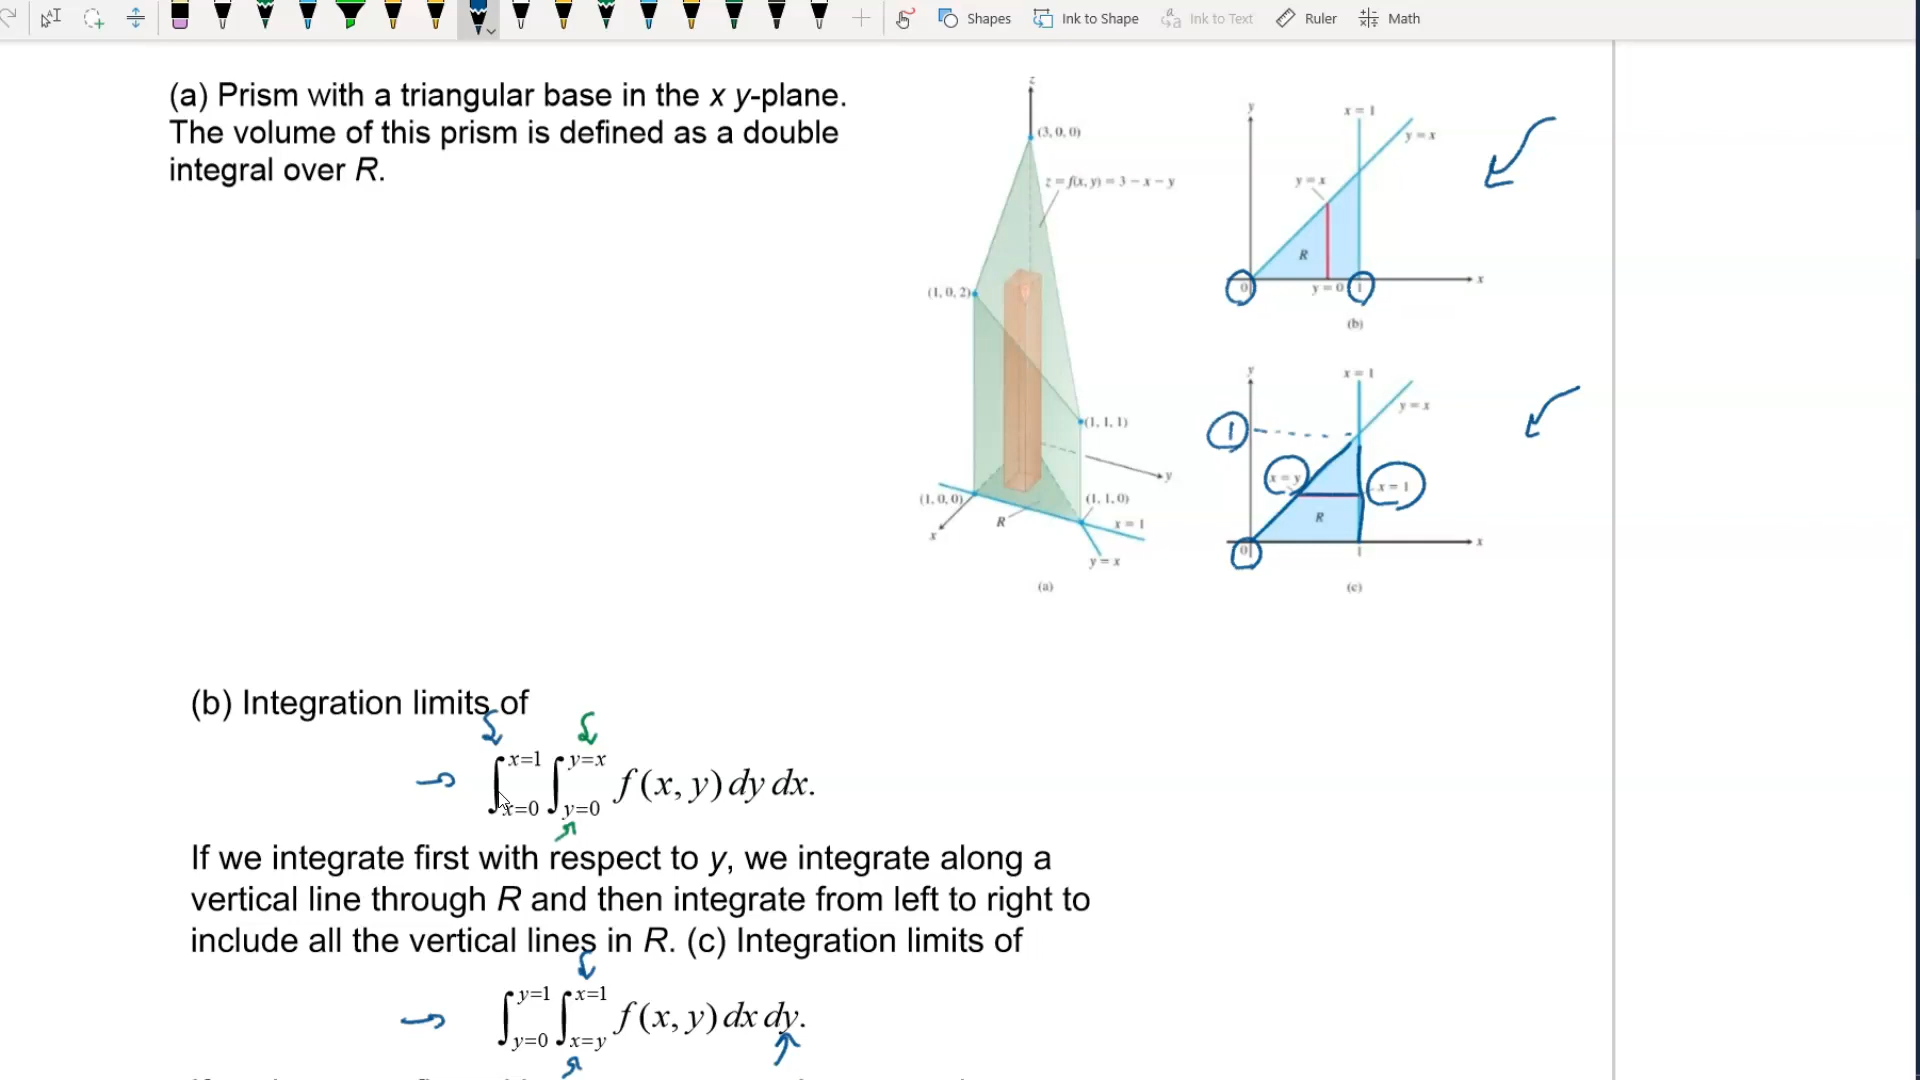 Shapes Ink to Shape Ink to Text Ruler Math
(a) Prism with a triangular base in the x y-plane.
The volume of this prism is defined as a double
integral over R.
z
(3, 0, 0)
z = f(x, y) = 3 − x − y
(1, 0, 2)
(1, 1, 1)
y
(1, 0, 0)
(1, 1, 0)
R
x = 1
x
y = x
(a)
y
x = 1
y = x
y = x
R
0
y = 0
1
x
(b)
y
x = 1
y = x
1
x = y
x = 1
R
0
1
x
(c)
(b) Integration limits of
∫_{x=0}^{x=1} ∫_{y=0}^{y=x} f(x, y) dy dx.
If we integrate first with respect to y, we integrate along a
vertical line through R and then integrate from left to right to
include all the vertical lines in R. (c) Integration limits of
∫_{y=0}^{y=1} ∫_{x=y}^{x=1} f(x, y) dx dy.